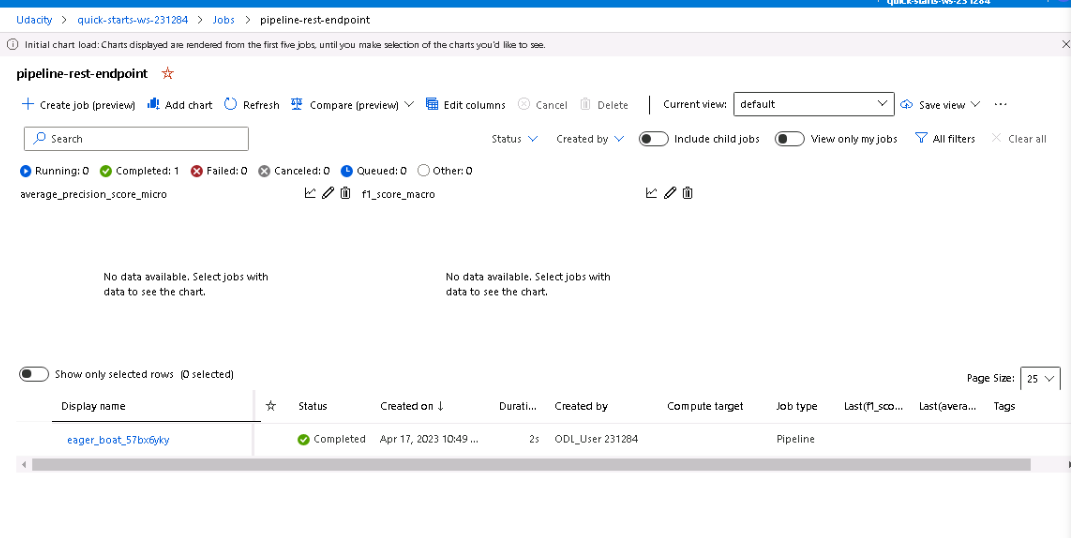 quick-starts-ws-231284
Udacity > quick-starts-ws-231284 > Jobs > pipeline-rest-endpoint
Initial chart load: Charts displayed are rendered from the first five jobs, until you make selection of the charts you'd like to see.
pipeline-rest-endpoint
Create job (preview) Add chart Refresh Compare (preview) Edit columns Cancel Delete Current view: default Save view ...
Search Status Created by Include child jobs View only my jobs All filters Clear all
Running: 0 Completed: 1 Failed: 0 Canceled: 0 Queued: 0 Other: 0
average_precision_score_micro f1_score_macro
No data available. Select jobs with No data available. Select jobs with
data to see the chart. data to see the chart.
Show only selected rows (0 selected) Page Size: 25
Display name Status Created on ↓ Durati... Created by Compute target Job type Last(f1_sco... Last(avera... Tags
eager_boat_57bx6yky Completed Apr 17, 2023 10:49 ... 2s ODL_User 231284 Pipeline